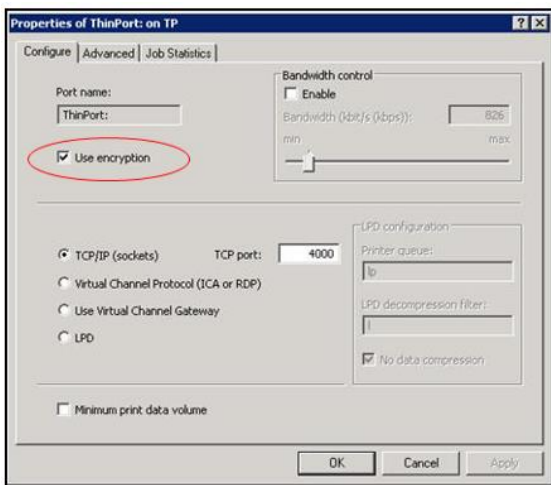 Properties of ThinPort: on TP
Configure Advanced Job Statistics
Port name:
ThinPort:
Use encryption
Bandwidth control
Enable
Bandwidth (kbit/s (kbps)): 826
min max
TCP/IP (sockets) TCP port: 4000
Virtual Channel Protocol (ICA or RDP)
Use Virtual Channel Gateway
LPD
LPD configuration
Printer queue:
lp
LPD decompression filter:
l
No data compression
Minimum print data volume
OK Cancel Apply